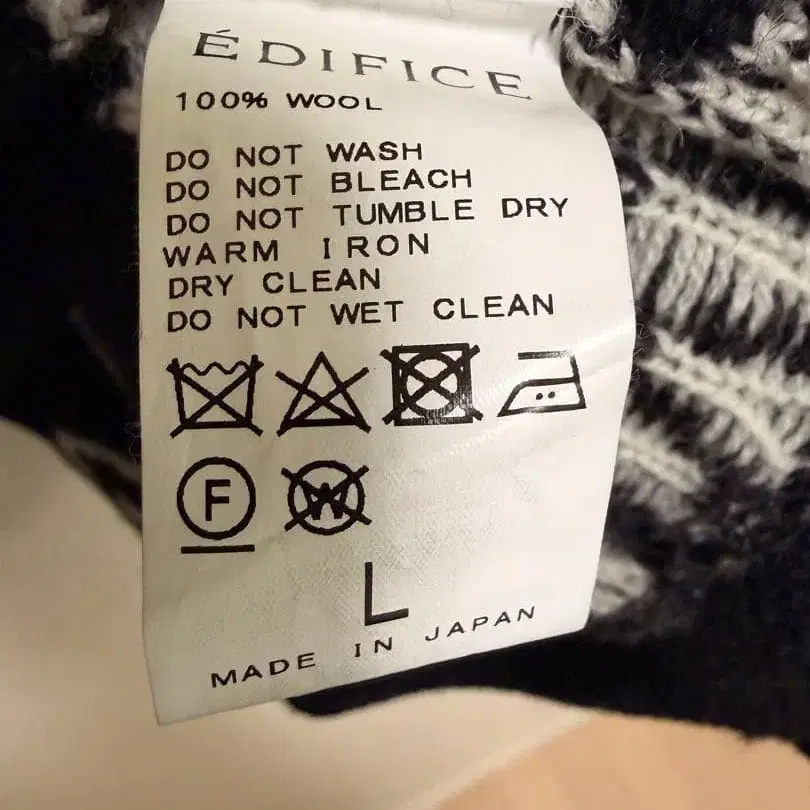 ÉDIFICE
100% WOOL
DO NOT WASH
DO NOT BLEACH
DO NOT TUMBLE DRY
WARM IRON
DRY CLEAN
DO NOT WET CLEAN
F W
L
MADE IN JAPAN